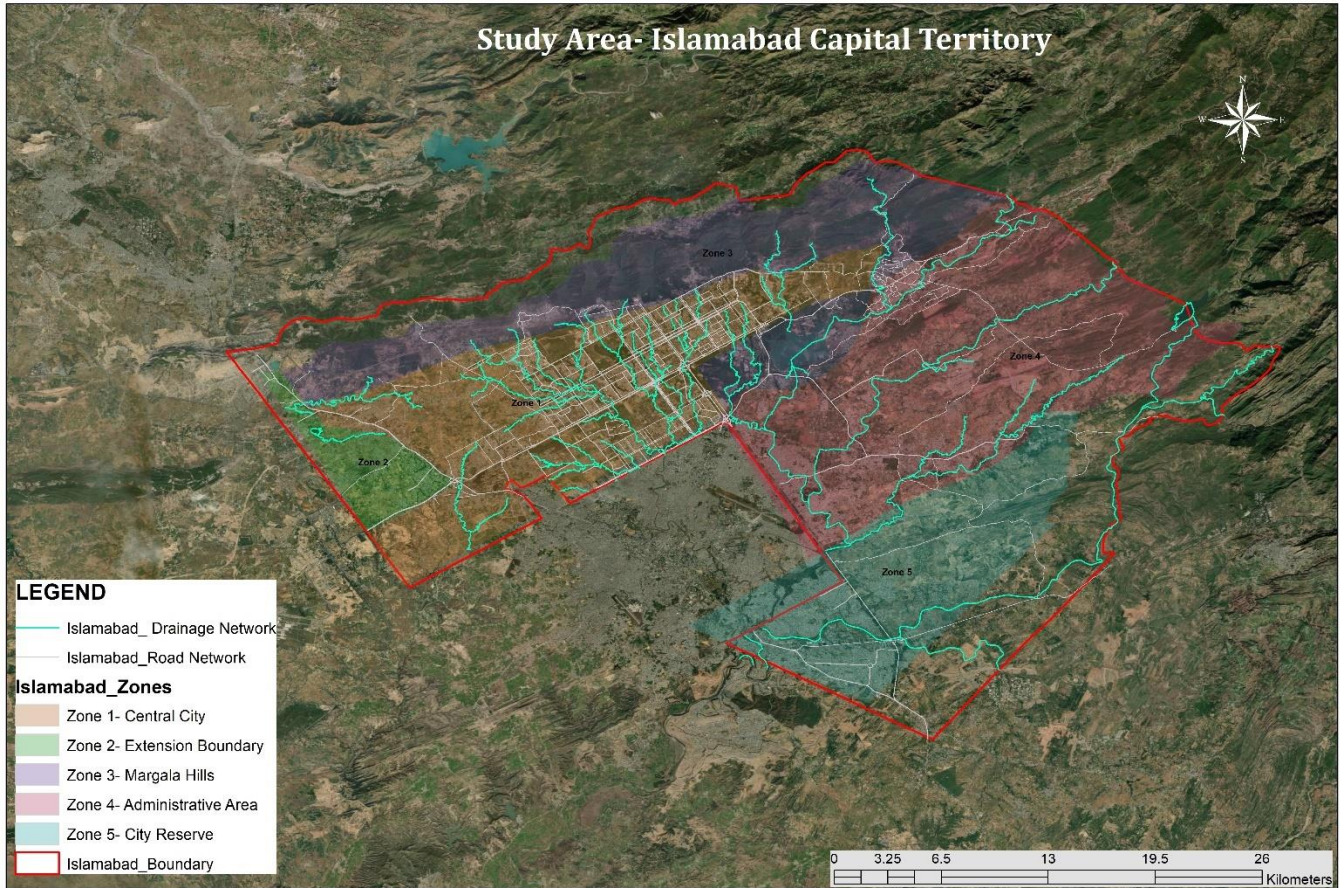 Study Area- Islamabad Capital Territory
N
W E
S
Zone 3
Zone 4
Zone 1
Zone 2
Zone 5
LEGEND
Islamabad_ Drainage Network
Islamabad_Road Network
Islamabad_Zones
Zone 1- Central City
Zone 2- Extension Boundary
Zone 3- Margala Hills
Zone 4- Administrative Area
Zone 5- City Reserve
Islamabad_Boundary
0 3.25 6.5 13 19.5 26
Kilometers